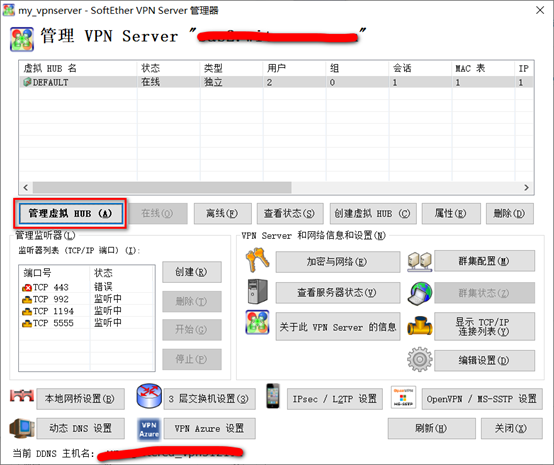 my_vpnserver - SoftEther VPN Server 管理器
管理 VPN Server "
虚拟 HUB 名 状态 类型 用户 组 会话 MAC 表 IP
DEFAULT 在线 独立 2 0 1 1 1
管理虚拟 HUB (A) 在线(O) 离线(F) 查看状态(S) 创建虚拟 HUB (C) 属性(E) 删除(D)
管理监听器(L)
监听器列表 (TCP/IP 端口)(I):
端口号 状态
TCP 443 错误
TCP 992 监听中
TCP 1194 监听中
TCP 5555 监听中
创建(R)
删除(T)
开始(G)
停止(P)
VPN Server 和网络信息和设置(N)
加密与网络(E) 群集配置(M)
查看服务器状态(V) 群集状态(Z)
关于此 VPN Server 的信息 显示 TCP/IP
连接列表(Y)
编辑设置(D)
本地网桥设置(B) 3 层交换机设置(3) IPsec / L2TP 设置 OpenVPN / MS-SSTP 设置
动态 DNS 设置 VPN Azure 设置 刷新(H) 关闭(X)
VPN
Azure
当前 DDNS 主机名: